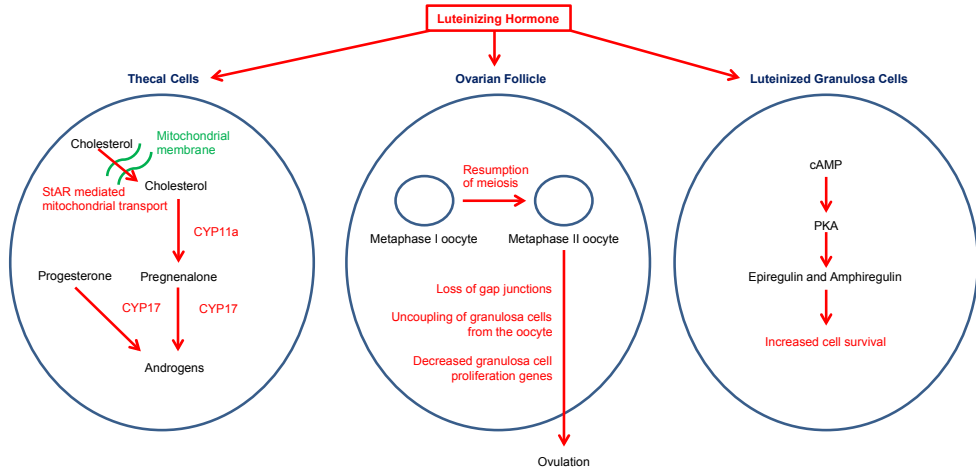 Luteinizing Hormone
Thecal Cells
Cholesterol
Mitochondrial
membrane
StAR mediated
mitochondrial transport
Cholesterol
CYP11a
Progesterone
Pregnenalone
CYP17
CYP17
Androgens
Ovarian Follicle
Resumption
of meiosis
Metaphase I oocyte
Metaphase II oocyte
Loss of gap junctions
Uncoupling of granulosa cells
from the oocyte
Decreased granulosa cell
proliferation genes
Ovulation
Luteinized Granulosa Cells
cAMP
PKA
Epiregulin and Amphiregulin
Increased cell survival